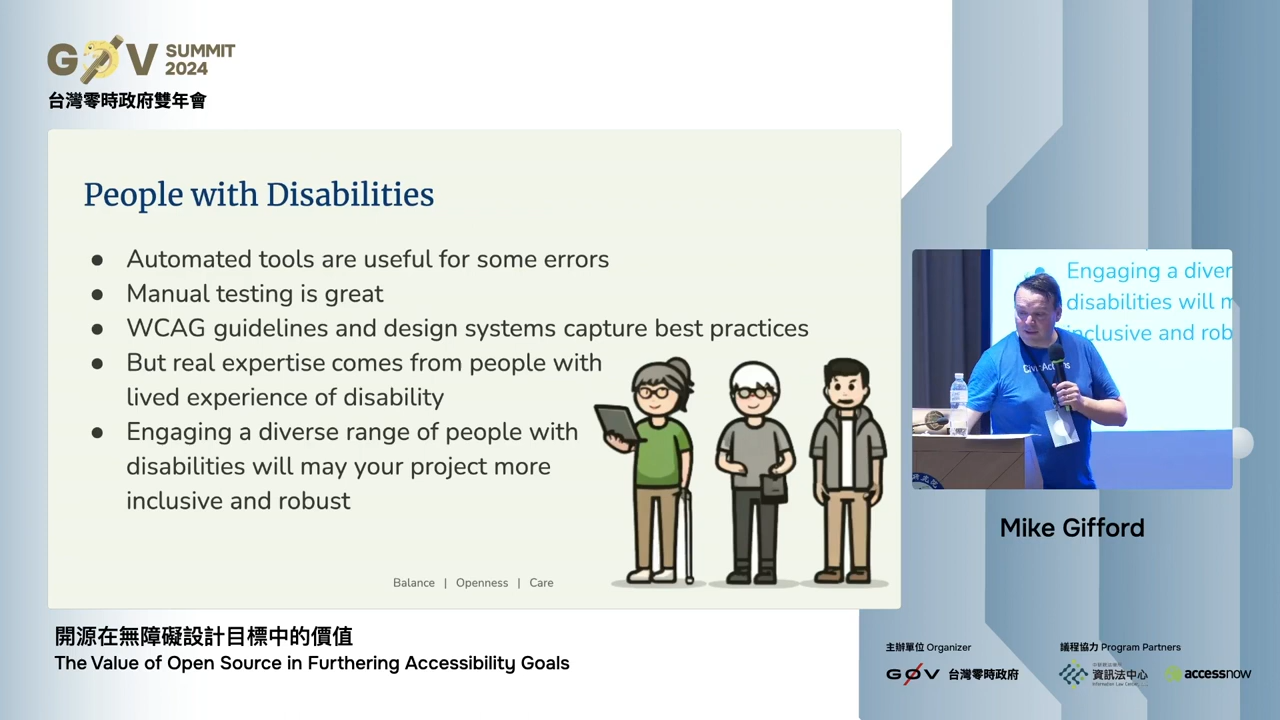 G0V SUMMIT 2024
台灣零時政府雙年會
People with Disabilities
● Automated tools are useful for some errors
● Manual testing is great
● WCAG guidelines and design systems capture best practices
● But real expertise comes from people with
lived experience of disability
● Engaging a diverse range of people with
disabilities will may your project more
inclusive and robust
Balance | Openness | Care
Engaging a diver
disabilities will m
inclusive and rob
Mike Gifford
開源在無障礙設計目標中的價值
The Value of Open Source in Furthering Accessibility Goals
主辦單位 Organizer
G0V 台灣零時政府
議程協力 Program Partners
資訊法中心
Information Law Center
accessnow